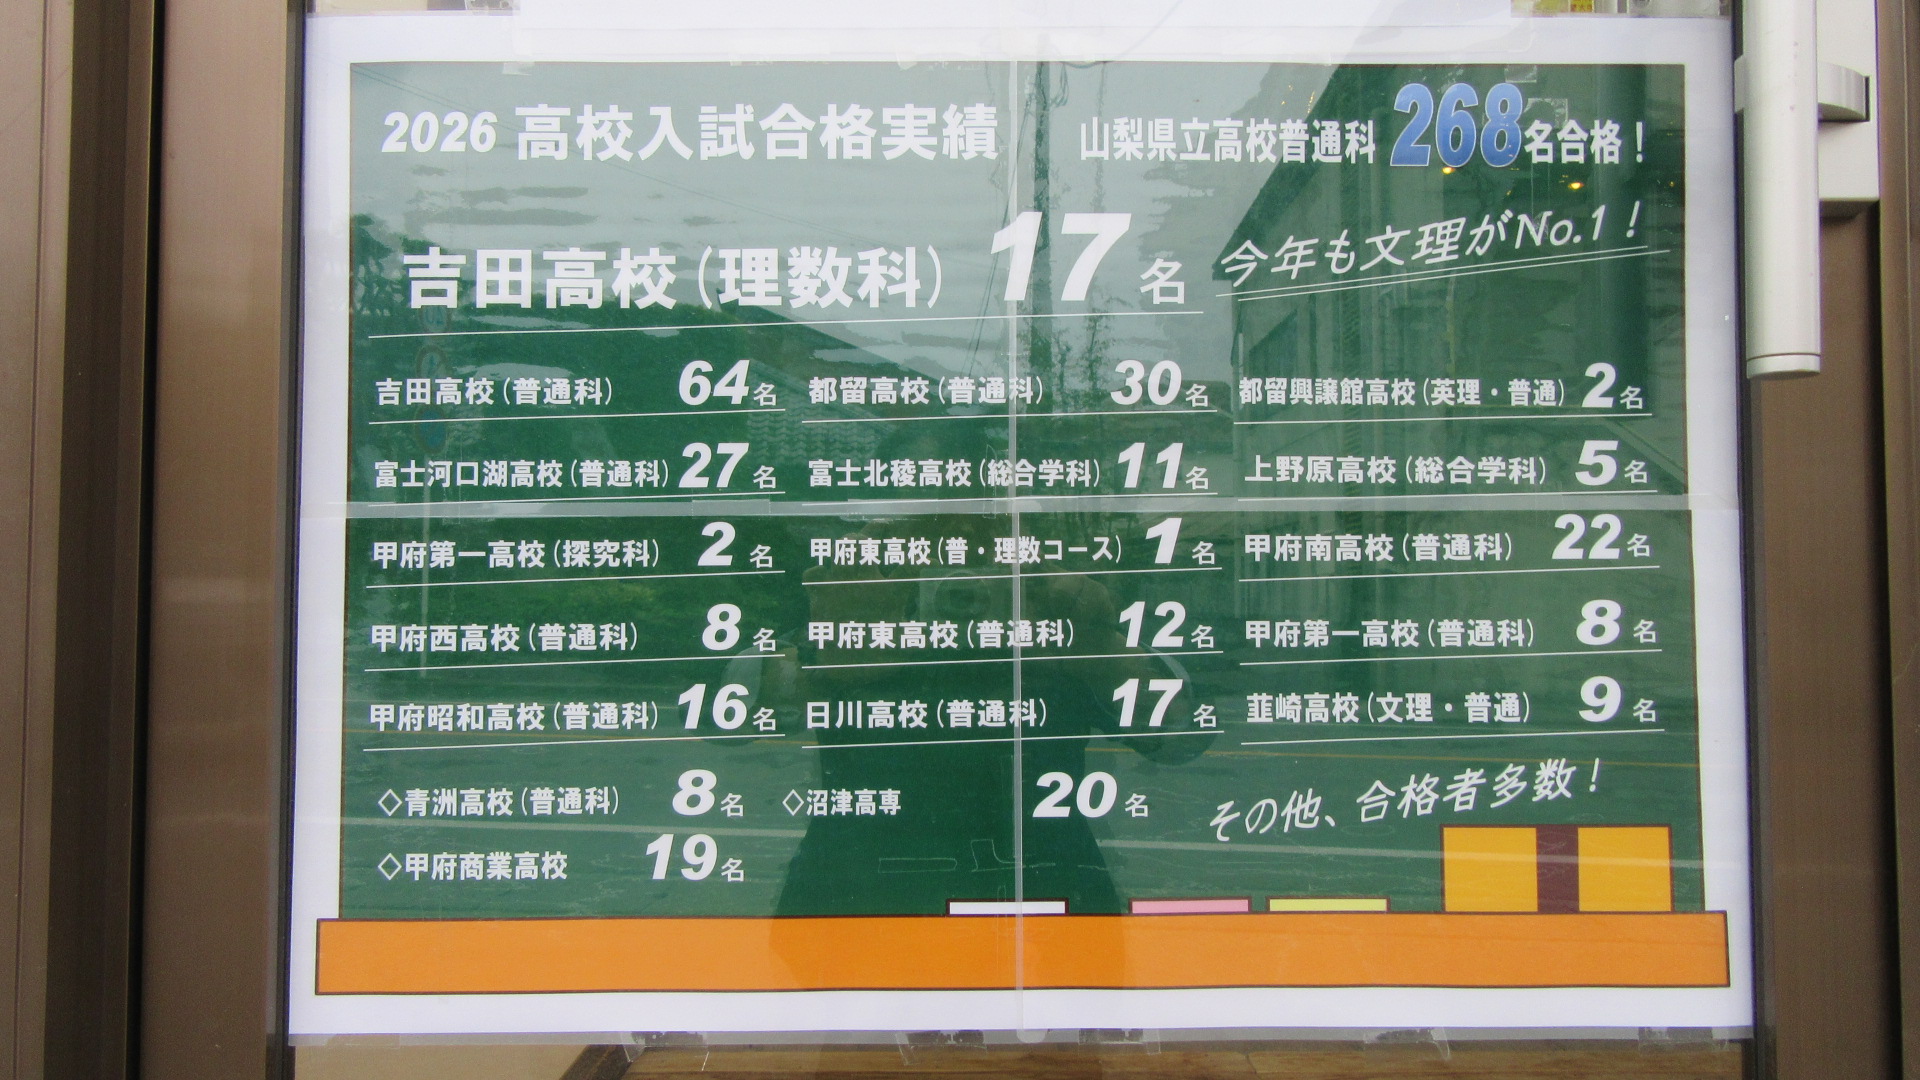 2026 高校入試合格実績 山梨県立高校普通科 268名合格！
吉田高校(理数科) 17名 今年も文理がNo.1！
吉田高校(普通科) 64名 都留高校(普通科) 30名 都留興譲館高校(英理・普通) 2名
富士河口湖高校(普通科) 27名 富士北稜高校(総合学科) 11名 上野原高校(総合学科) 5名
甲府第一高校(探究科) 2名 甲府東高校(普・理数コース) 1名 甲府南高校(普通科) 22名
甲府西高校(普通科) 8名 甲府東高校(普通科) 12名 甲府第一高校(普通科) 8名
甲府昭和高校(普通科) 16名 日川高校(普通科) 17名 韮崎高校(文理・普通) 9名
◇青洲高校(普通科) 8名 ◇沼津高専 20名 その他、合格者多数！
◇甲府商業高校 19名